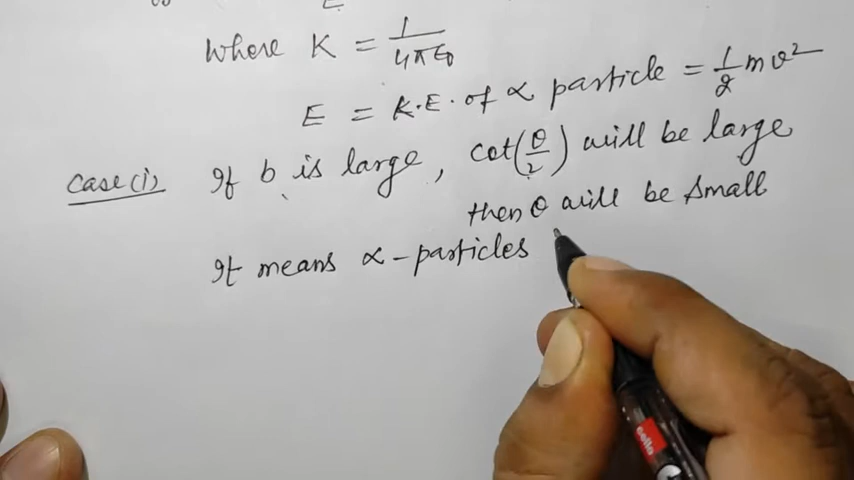 E
Where K = 1/4πϵ0
E = K.E. of α particle = 1/2 mv²
Case(i) If b is large, cot(θ/2) will be large
then θ will be small
It means α-particles
cello